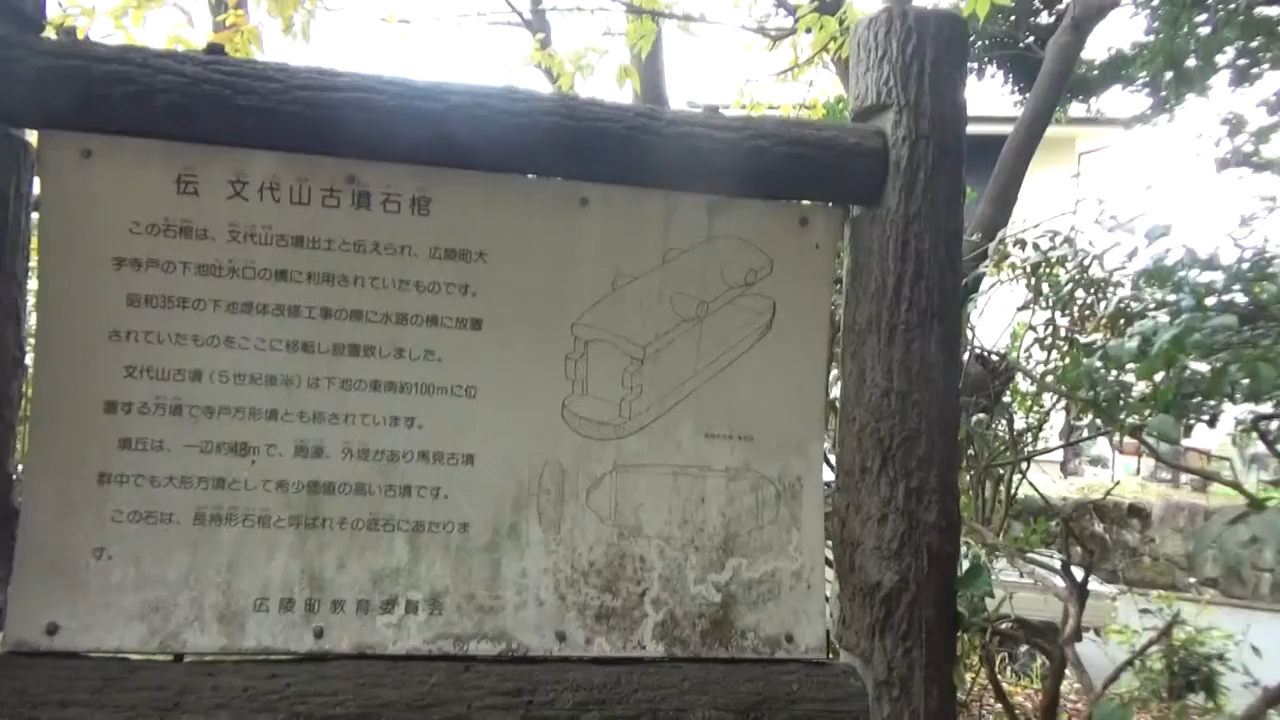 伝 文代山古墳石棺
この石棺は、文代山古墳出土と伝えられ、広陵町大
字寺戸の下池吐水口の橋に利用されていたものです。
昭和35年の下池堤体改修工事の際に水路の横に放置
されていたものをここに移転し設置致しました。
文代山古墳(5世紀後半)は下池の東南約100mに位
置する方墳で寺戸方形墳とも称されています。
墳丘は、一辺約48mで、周濠、外堤があり馬見古墳
群中でも大形方墳として希少価値の高い古墳です。
この石は、長持形石棺と呼ばれその底石にあたりま
す。
広陵町教育委員会